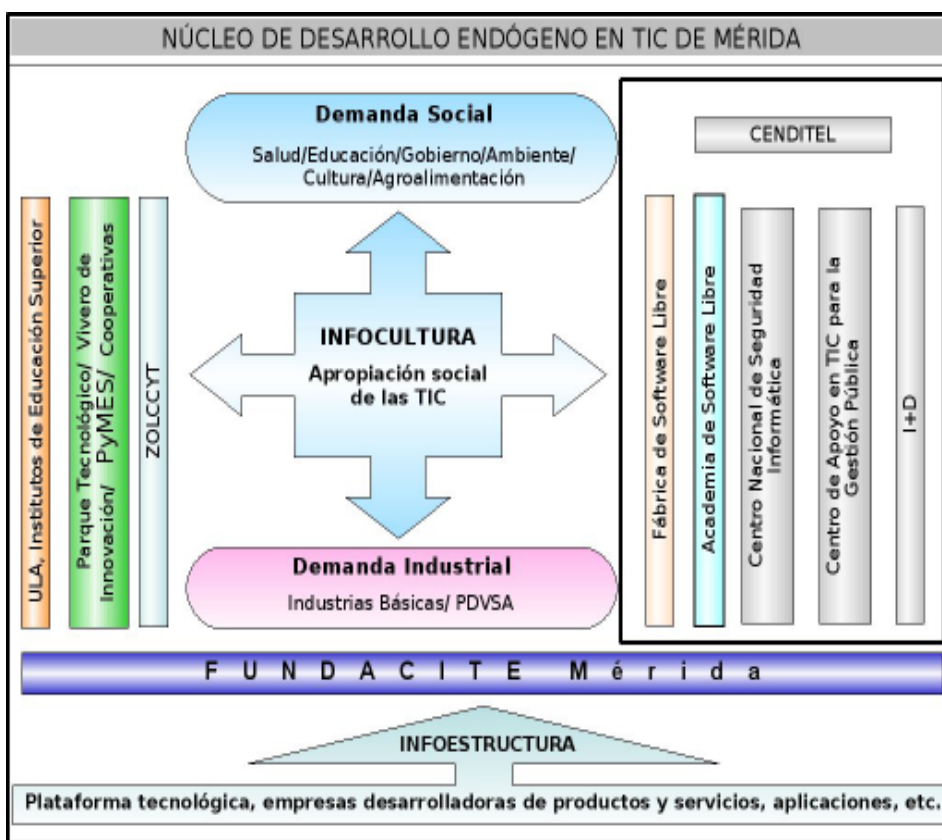 NÚCLEO DE DESARROLLO ENDÓGENO EN TIC DE MÉRIDA
Demanda Social
Salud/Educación/Gobierno/Ambiente/
Cultura/Agroalimentación
CENDITEL
ULA, Institutos de Educación Superior
Parque Tecnológico/ Vivero de
Innovación/ PyMES/ Cooperativas
ZOLCCYT
INFOCULTURA
Apropiación social
de las TIC
Fábrica de Software Libre
Academia de Software Libre
Centro Nacional de Seguridad
Informática
Centro de Apoyo en TIC para la
Gestión Pública
I+D
Demanda Industrial
Industrias Básicas/ PDVSA
FUNDACITE Mérida
INFOESTRUCTURA
Plataforma tecnológica, empresas desarrolladoras de productos y servicios, aplicaciones, etc.